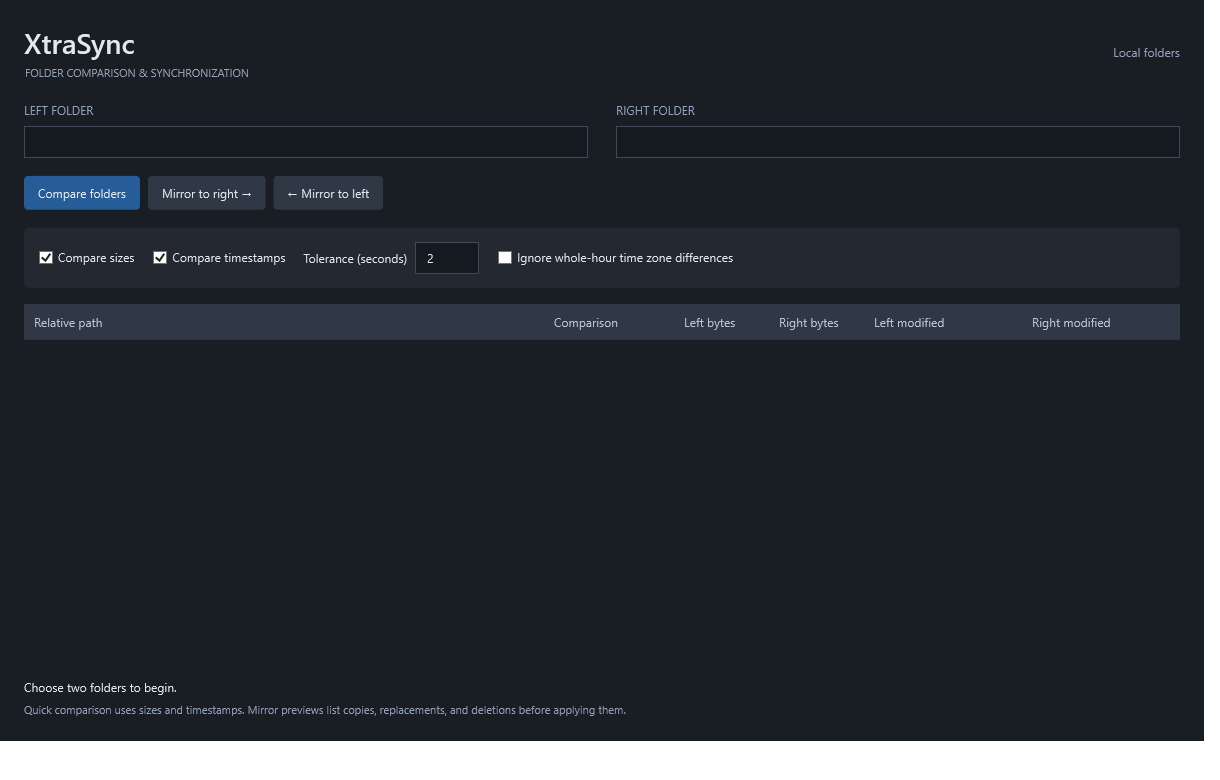 XtraSync
FOLDER COMPARISON & SYNCHRONIZATION
Local folders
LEFT FOLDER
RIGHT FOLDER
Compare folders
Mirror to right →
← Mirror to left
Compare sizes
Compare timestamps
Tolerance (seconds)
2
Ignore whole-hour time zone differences
Relative path
Comparison
Left bytes
Right bytes
Left modified
Right modified
Choose two folders to begin.
Quick comparison uses sizes and timestamps. Mirror previews list copies, replacements, and deletions before applying them.